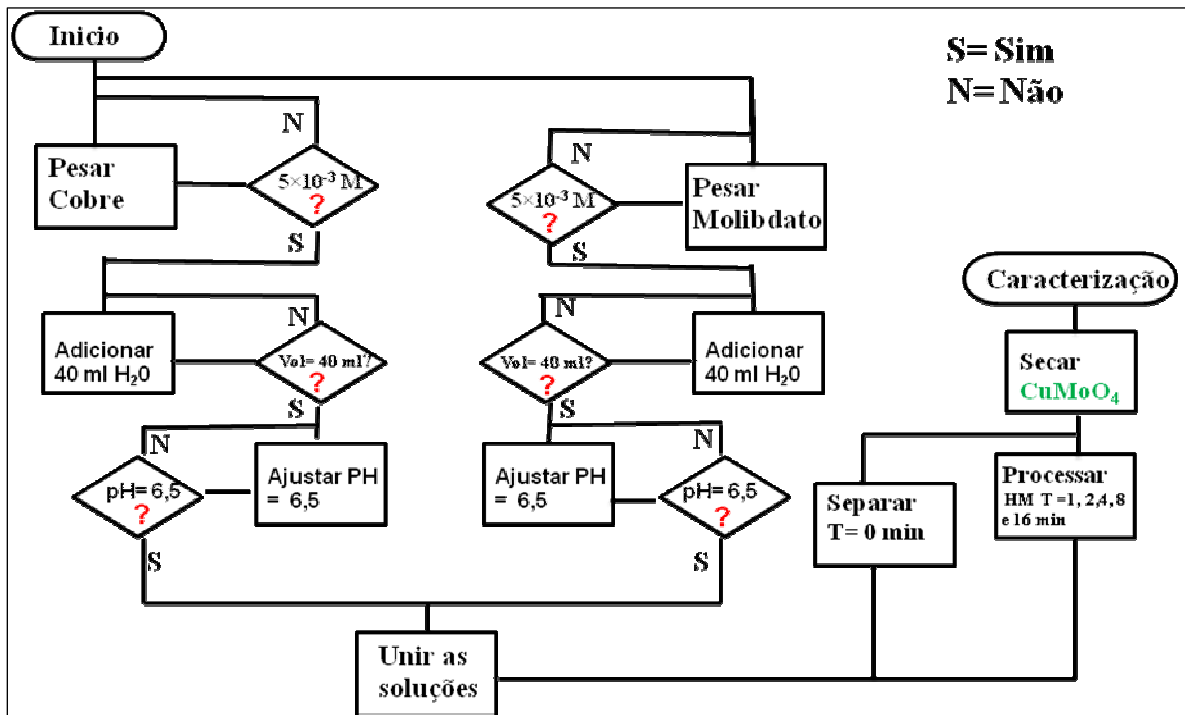 Inicio
S= Sim
N= Não
N
Pesar
Cobre
5×10⁻³ M
?
S
N
5×10⁻³ M
?
S
Pesar
Molibdato
N
Adicionar
40 ml H₂0
Vol= 40 ml?
?
S
N
Vol= 40 ml?
?
S
Adicionar
40 ml H₂0
N
pH= 6,5
?
S
Ajustar PH
= 6,5
Ajustar PH
= 6,5
N
pH= 6,5
?
S
Unir as
soluções
Caracterização
Secar
CuMoO₄
Separar
T= 0 min
Processar
HM T =1, 2,4, 8
e 16 min